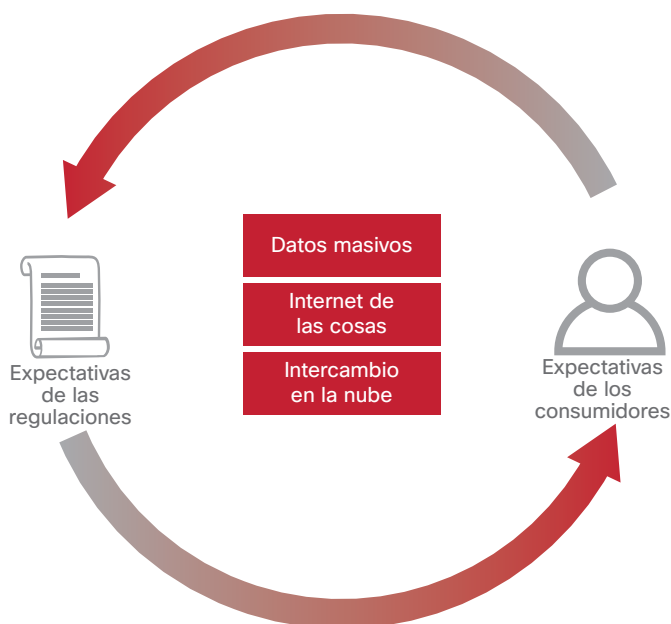 Datos masivos
Internet de
las cosas
Intercambio
en la nube
Expectativas
de las
regulaciones
Expectativas
de los
consumidores